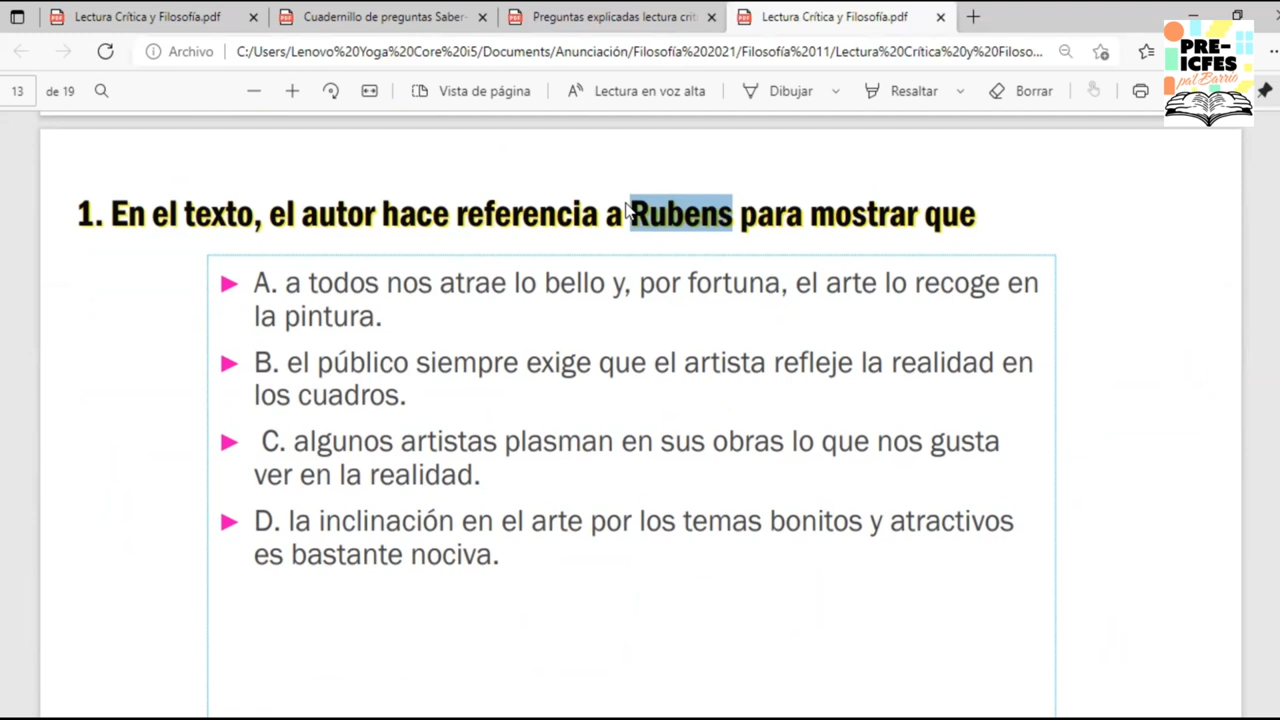 Lectura Crítica y Filosofía.pdf
Cuadernillo de preguntas Saber-
Preguntas explicadas lectura crit
Lectura Crítica y Filosofía.pdf
Archivo
C:/Users/Lenovo%20Yoga%20Core%20i5/Documents/Anunciación/Filosofía%202021/Filosofía%2011/Lectura%20Crítica%20y%20Filoso...
PRE-
ICFES
pa'l Barrio
13
de 19
Vista de página
Lectura en voz alta
Dibujar
Resaltar
Borrar
1. En el texto, el autor hace referencia a Rubens para mostrar que
A. a todos nos atrae lo bello y, por fortuna, el arte lo recoge en
la pintura.
B. el público siempre exige que el artista refleje la realidad en
los cuadros.
C. algunos artistas plasman en sus obras lo que nos gusta
ver en la realidad.
D. la inclinación en el arte por los temas bonitos y atractivos
es bastante nociva.